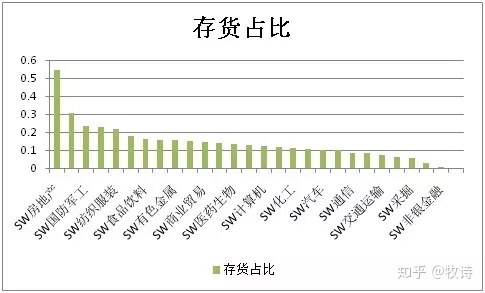 存货占比
0.6
0.5
0.4
0.3
0.2
0.1
0
SW房地产
SW国防军工
SW纺织服装
SW食品饮料
SW有色金属
SW商业贸易
SW医药生物
SW计算机
SW化工
SW汽车
SW通信
SW交通运输
SW采掘
SW非银金融
存货占比
知乎 @牧诗